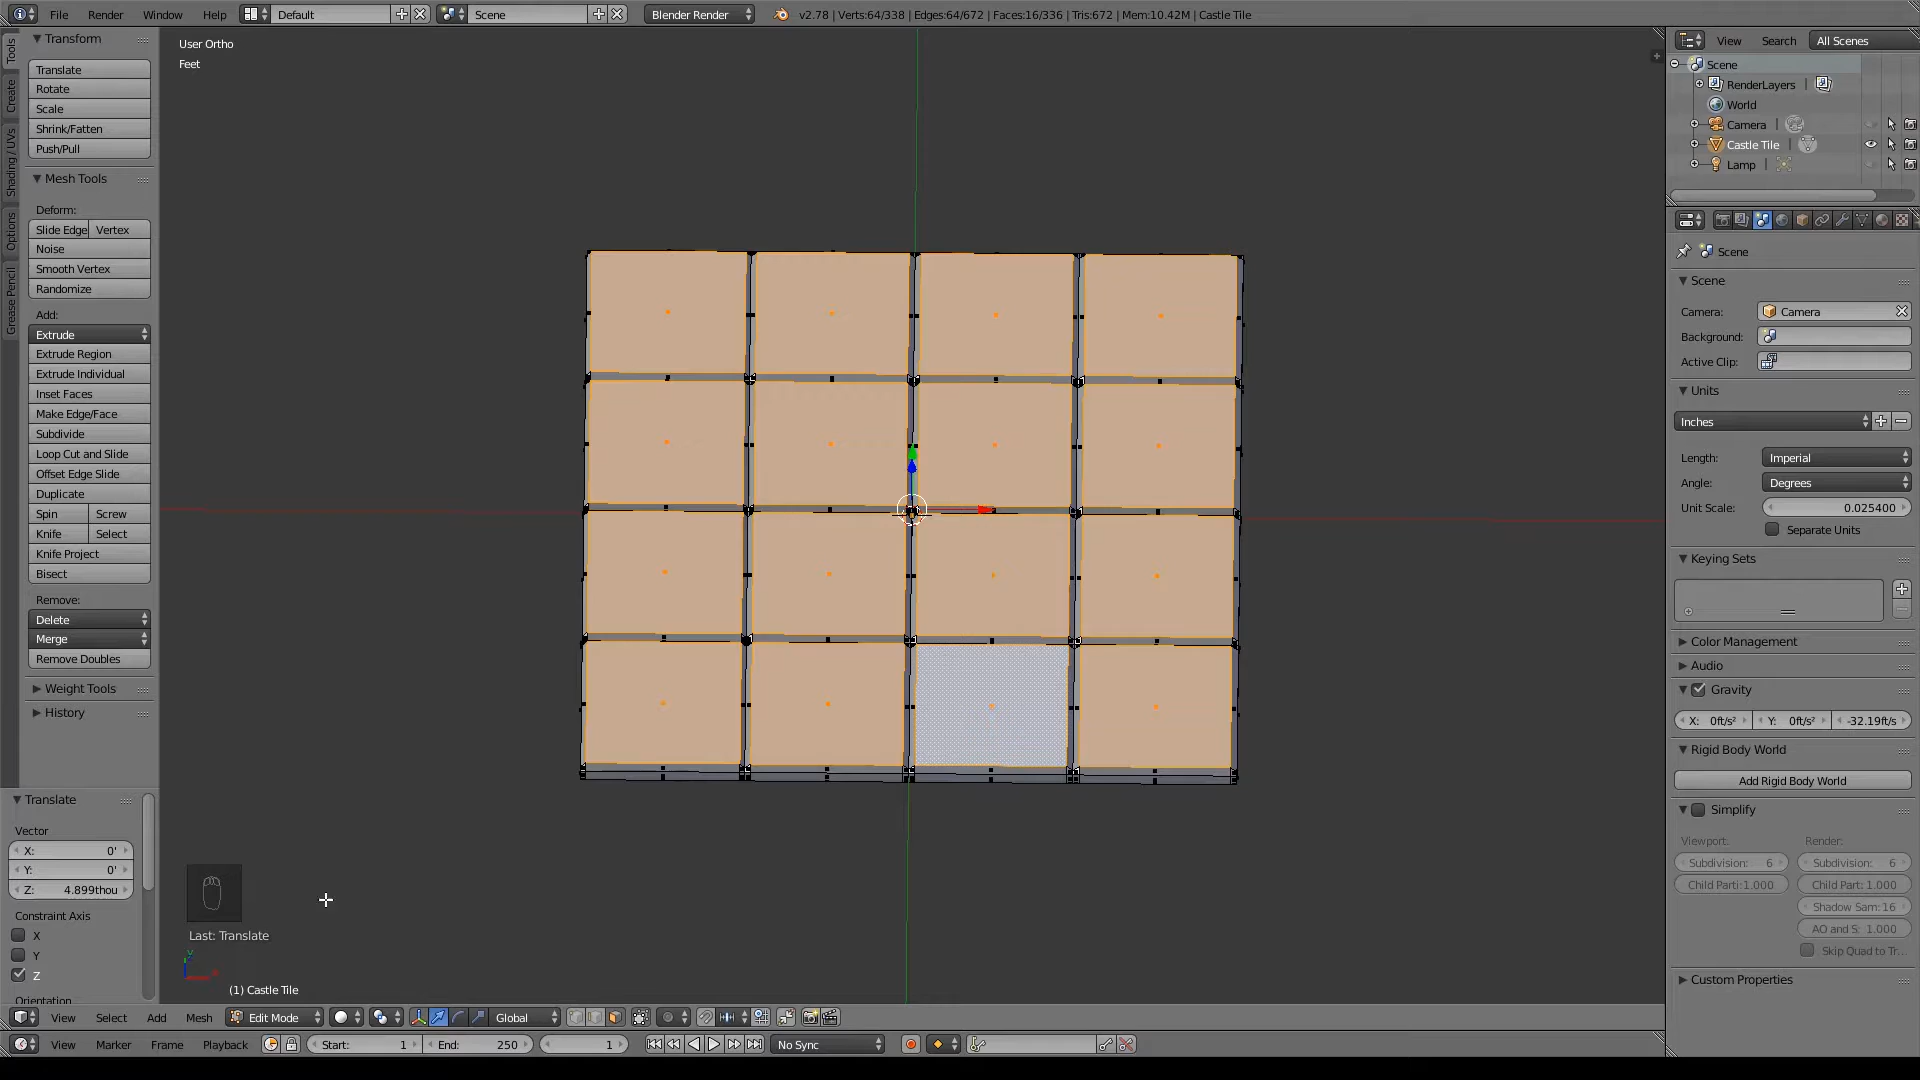 File Render Window Help Default Scene Blender Render v2.78 | Verts:64/338 | Edges:64/672 | Faces:16/336 | Tris:672 | Mem:10.42M | Castle Tile
Tools
Create
Shading / UVs
Options
Grease Pencil
Transform
Translate
Rotate
Scale
Shrink/Fatten
Push/Pull
Mesh Tools
Deform:
Slide Edge Vertex
Noise
Smooth Vertex
Randomize
Add:
Extrude
Extrude Region
Extrude Individual
Inset Faces
Make Edge/Face
Subdivide
Loop Cut and Slide
Offset Edge Slide
Duplicate
Spin Screw
Knife Select
Knife Project
Bisect
Remove:
Delete
Merge
Remove Doubles
Weight Tools
History
Translate
Vector
X: 0'
Y: 0'
Z: 4.899thou
Constraint Axis
X
Y
Z
Orientation
User Ortho
Feet
Last: Translate
(1) Castle Tile
View Select Add Mesh Edit Mode Global
View Marker Frame Playback Start: 1 End: 250 1 No Sync
View Search All Scenes
Scene
RenderLayers |
World
Camera |
Castle Tile |
Lamp |
Scene
Scene
Camera: Camera
Background:
Active Clip:
Units
Inches
Length: Imperial
Angle: Degrees
Unit Scale: 0.025400
Separate Units
Keying Sets
Color Management
Audio
Gravity
X: 0ft/s² Y: 0ft/s² -32.19ft/s
Rigid Body World
Add Rigid Body World
Simplify
Viewport: Render:
Subdivision: 6 Subdivision: 6
Child Parti:1.000 Child Part: 1.000
Shadow Sam: 16
AO and S: 1.000
Skip Quad to Tr...
Custom Properties